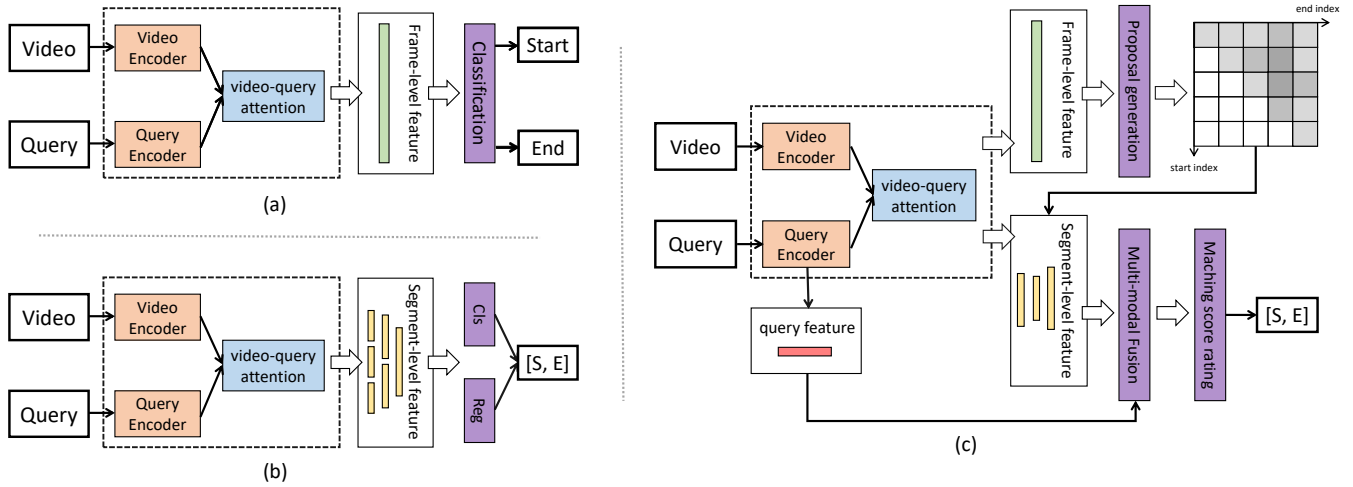 Video
Video
Encoder
video-query
attention
Query
Query
Encoder
Frame-level feature
Classification
Start
End
(a)
Video
Video
Encoder
video-query
attention
Query
Query
Encoder
Segment-level feature
Cls
Reg
[S, E]
(b)
Video
Video
Encoder
video-query
attention
Query
Query
Encoder
query feature
Frame-level feature
Proposal generation
end index
start index
Segment-level feature
Multi-modal Fusion
Maching score
rating
[S, E]
(c)